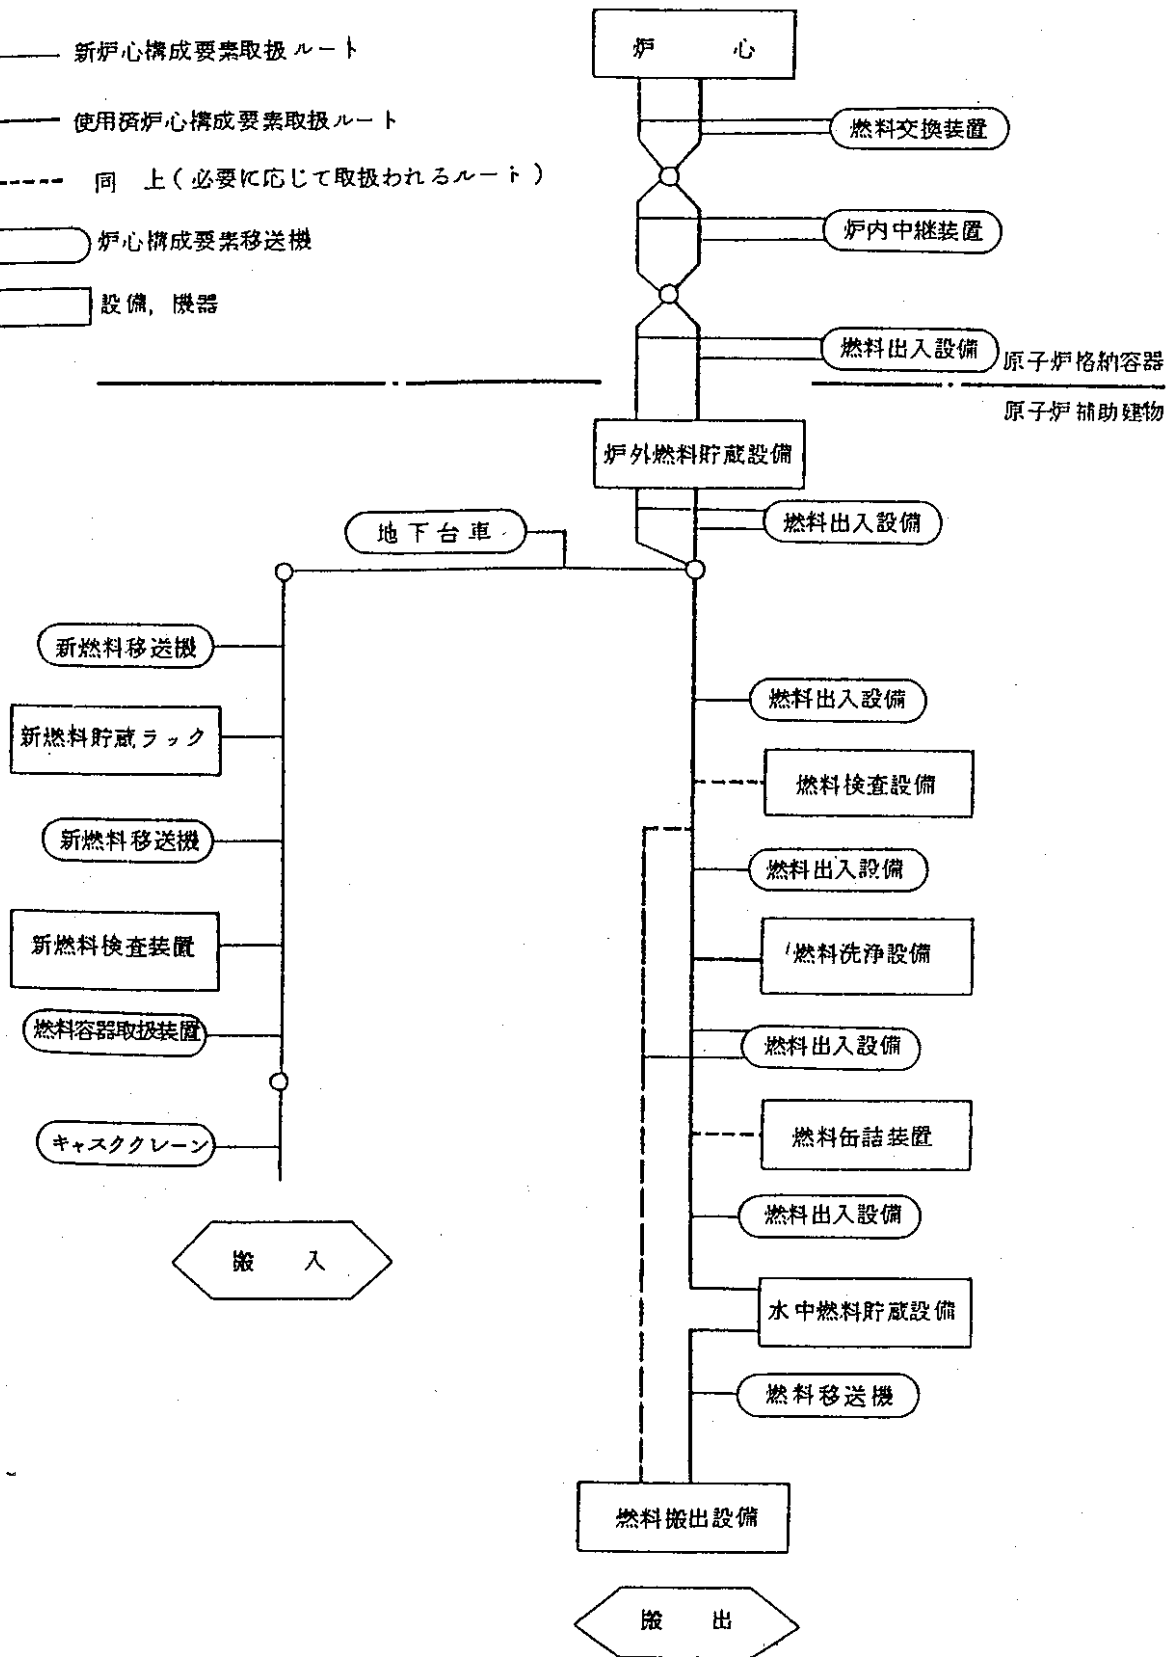 新炉心構成要素取扱ルート
使用済炉心構成要素取扱ルート
同 上(必要に応じて取扱われるルート)
炉心構成要素移送機
設備, 機器
炉 心
燃料交換装置
炉内中継装置
燃料出入設備
原子炉格納容器
原子炉補助建物
炉外燃料貯蔵設備
燃料出入設備
地下台車
新燃料移送機
新燃料貯蔵ラック
新燃料移送機
新燃料検査装置
燃料容器取扱装置
キャスククレーン
搬 入
燃料出入設備
燃料検査設備
燃料出入設備
燃料洗浄設備
燃料出入設備
燃料缶詰装置
燃料出入設備
水中燃料貯蔵設備
燃料移送機
燃料搬出設備
搬 出